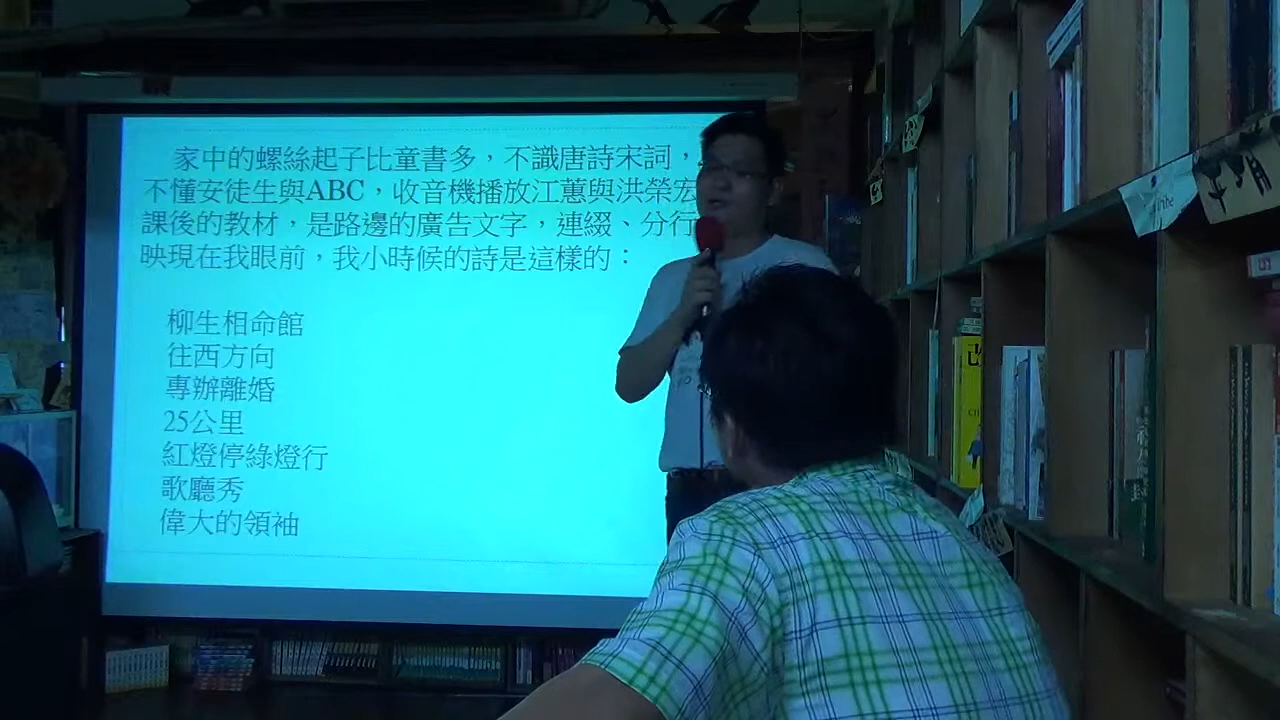 家中的螺絲起子比童書多，不識唐詩宋詞，
不懂安徒生與ABC，收音機播放江蕙與洪榮宏
課後的教材，是路邊的廣告文字，連綴、分行
映現在我眼前，我小時候的詩是這樣的：
柳生相命館
往西方向
專辦離婚
25公里
紅燈停綠燈行
歌廳秀
偉大的領袖